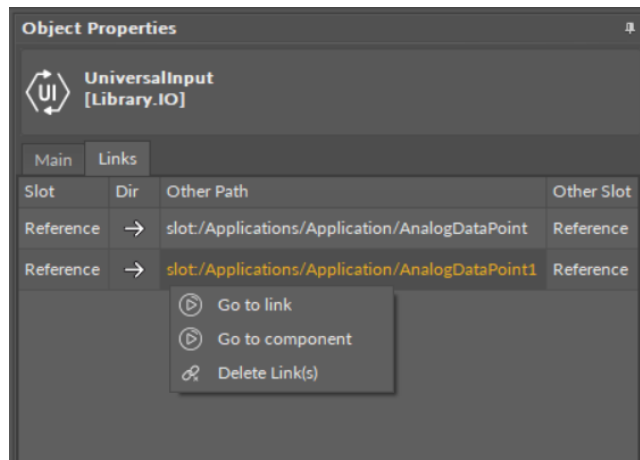 Object Properties
UniversalInput
[Library.IO]
UI
Main Links
Slot Dir Other Path Other Slot
Reference → slot:/Applications/Application/AnalogDataPoint Reference
Reference → slot:/Applications/Application/AnalogDataPoint1 Reference
Go to link
Go to component
Delete Link(s)